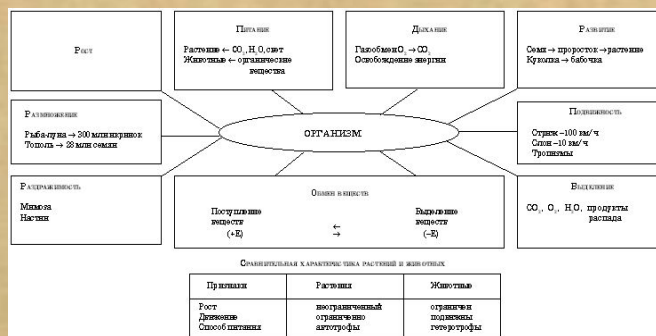 Рост
Питание
Растение ← CO₂, H₂O, свет
Животные ← органические
вещества
Дыхание
Газообмен O₂ → CO₂
Освобождение энергии
Развитие
Семя → проросток → растение
Куколка → бабочка
Размножение
Рыба-луна → 300 млн икринок
Тополь → 28 млн семян
ОРГАНИЗМ
Подвижность
Стриж –100 км/ч
Слон –10 км/ч
Тропизмы
Раздражимость
Мимоза
Настии
Обмен веществ
Поступление
веществ
(+E)
←
→
Выделение
веществ
(–E)
Выделение
CO₂, O₂, H₂O, продукты
распада
Сравнительная характеристика растений и животных
Признаки Растения Животные
Рост неограниченный ограничен
Движение ограниченно подвижны
Способ питания автотрофы гетеротрофы